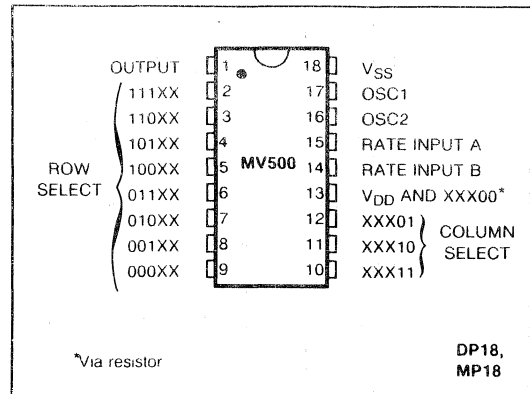 OUTPUT 1 18 VSS
111XX 2 17 OSC1
110XX 3 16 OSC2
101XX 4 15 RATE INPUT A
100XX 5 MV500 14 RATE INPUT B
ROW SELECT
011XX 6 13 VDD AND XXX00*
010XX 7 12 XXX01
001XX 8 11 XXX10
000XX 9 10 XXX11
COLUMN SELECT
*Via resistor
DP18,
MP18